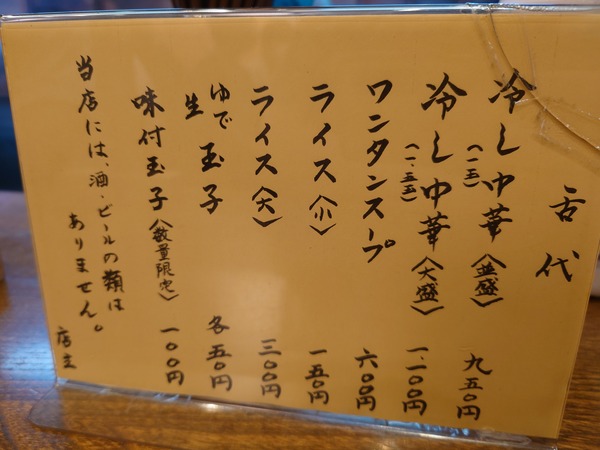 舌代
冷し中華〈並盛〉 九五〇円
(一玉)
冷し中華〈大盛〉 一、一〇〇円
(一.五玉)
ワンタンスープ 六〇〇円
ライス〈小〉 一五〇円
ライス〈大〉 三〇〇円
ゆで 生 玉子 各五〇円
味付玉子〈数量限定〉 一〇〇円
当店には、酒・ビールの類は
ありません。
店主